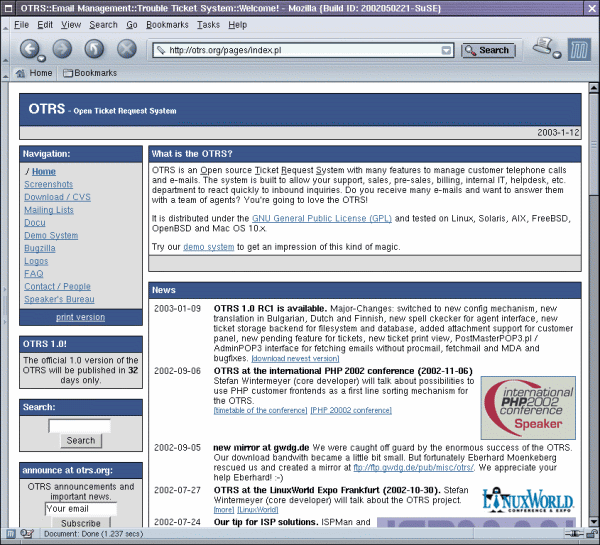 OTRS::Email Management::Trouble Ticket System::Welcome! - Mozilla {Build ID: 2002050221-SuSE}
File Edit View Search Go Bookmarks Tasks Help
http://otrs.org/pages/index.pl
Search
Home Bookmarks
OTRS - Open Ticket Request System
2003-1-12
Navigation:
./ Home
Screenshots
Download / CVS
Mailing Lists
Docu
Demo System
Bugzilla
Logos
FAQ
Contact / People
Speaker's Bureau
print version
OTRS 1.0!
The official 1.0 version of the
OTRS will be published in 32
days only.
Search:
Search
announce at otrs.org:
OTRS announcements and
important news.
Your email
Subscribe
What is the OTRS?
OTRS is an Open source Ticket Request System with many features to manage customer telephone calls
and e-mails. The system is built to allow your support, sales, pre-sales, billing, internal IT, helpdesk, etc.
department to react quickly to inbound inquiries. Do you receive many e-mails and want to answer them
with a team of agents? You're going to love the OTRS!
It is distributed under the GNU General Public License (GPL) and tested on Linux, Solaris, AIX, FreeBSD,
OpenBSD and Mac OS 10.x.
Try our demo system to get an impression of this kind of magic.
News
2003-01-09 OTRS 1.0 RC1 is available. Major-Changes: switched to new config mechanism, new
translation in Bulgarian, Dutch and Finnish, new spell ckecker for agent interface, new
ticket storage backend for filesystem and database, added attachment support for customer
panel, new pending feature for tickets, new ticket print view, PostMasterPOP3.pl /
AdminPOP3 interface for fetching emails without procmail, fetchmail and MDA and
bugfixes. [download newest version]
2002-09-06 OTRS at the international PHP 2002 conference (2002-11-06)
Stefan Wintermeyer (core developer) will talk about possibilities to
use PHP customer frontends as a first line sorting mechanism for
the OTRS.
[timetable of the conference] [PHP 20002 conference]
international
PHP2002
conference
Speaker
2002-09-05 new mirror at gwdg.de We were caught off guard by the enormous success of the OTRS.
Our download bandwith became a little bit small. But fortunately Eberhard Moenkeberg
rescued us and created a mirror at ftp://ftp.gwdg.de/pub/misc/otrs/. We appreciate your
help Eberhard! :-)
2002-07-27 OTRS at the LinuxWorld Expo Frankfurt (2002-10-30). Stefan
Wintermeyer (core developer) will talk about the OTRS project.
[more] [LinuxWorld]
LINUXWORLD
CONFERENCE & EXPO
2002-07-24 Our tip for ISP solutions. ISPMan and
Document: Done (1.237 secs)